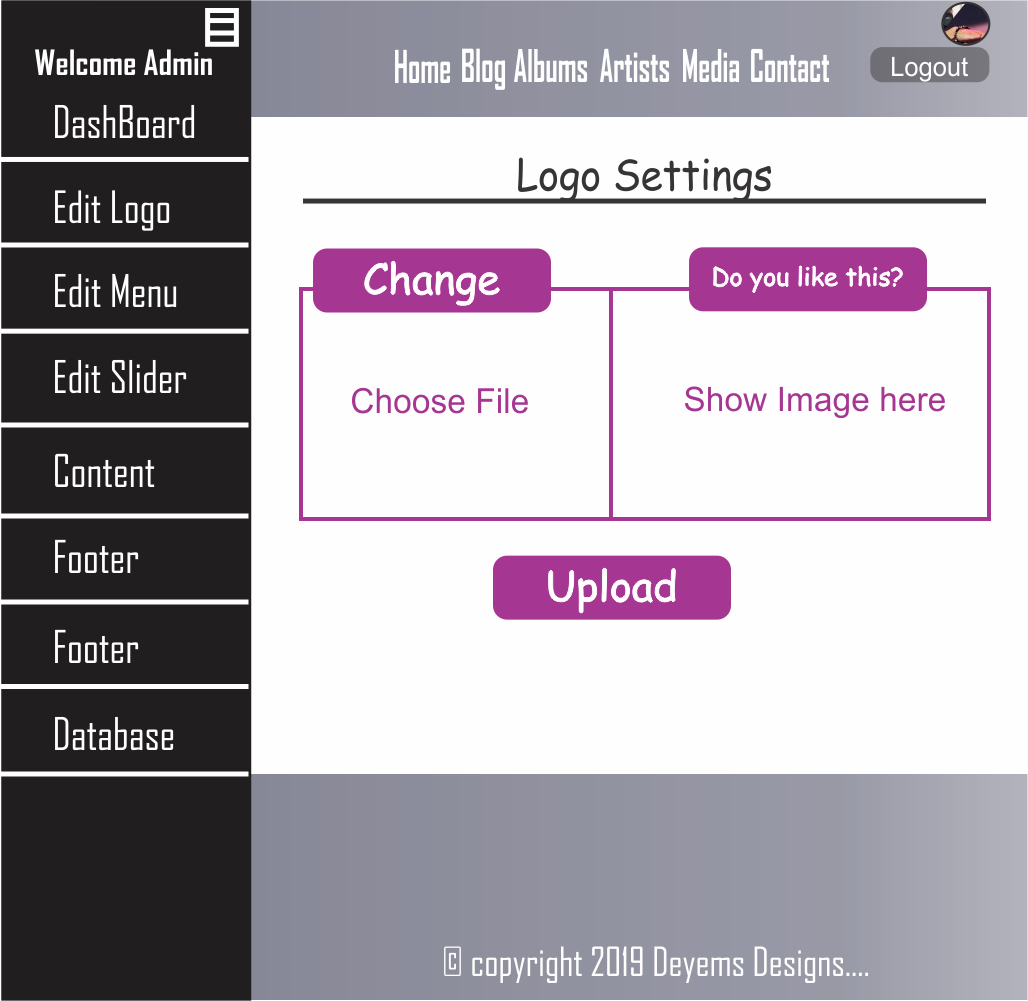 Welcome Admin
DashBoard
Edit Logo
Edit Menu
Edit Slider
Content
Footer
Footer
Database
Home Blog Albums Artists Media Contact
Logout
Logo Settings
Change
Do you like this?
Choose File
Show Image here
Upload
© copyright 2019 Deyems Designs....